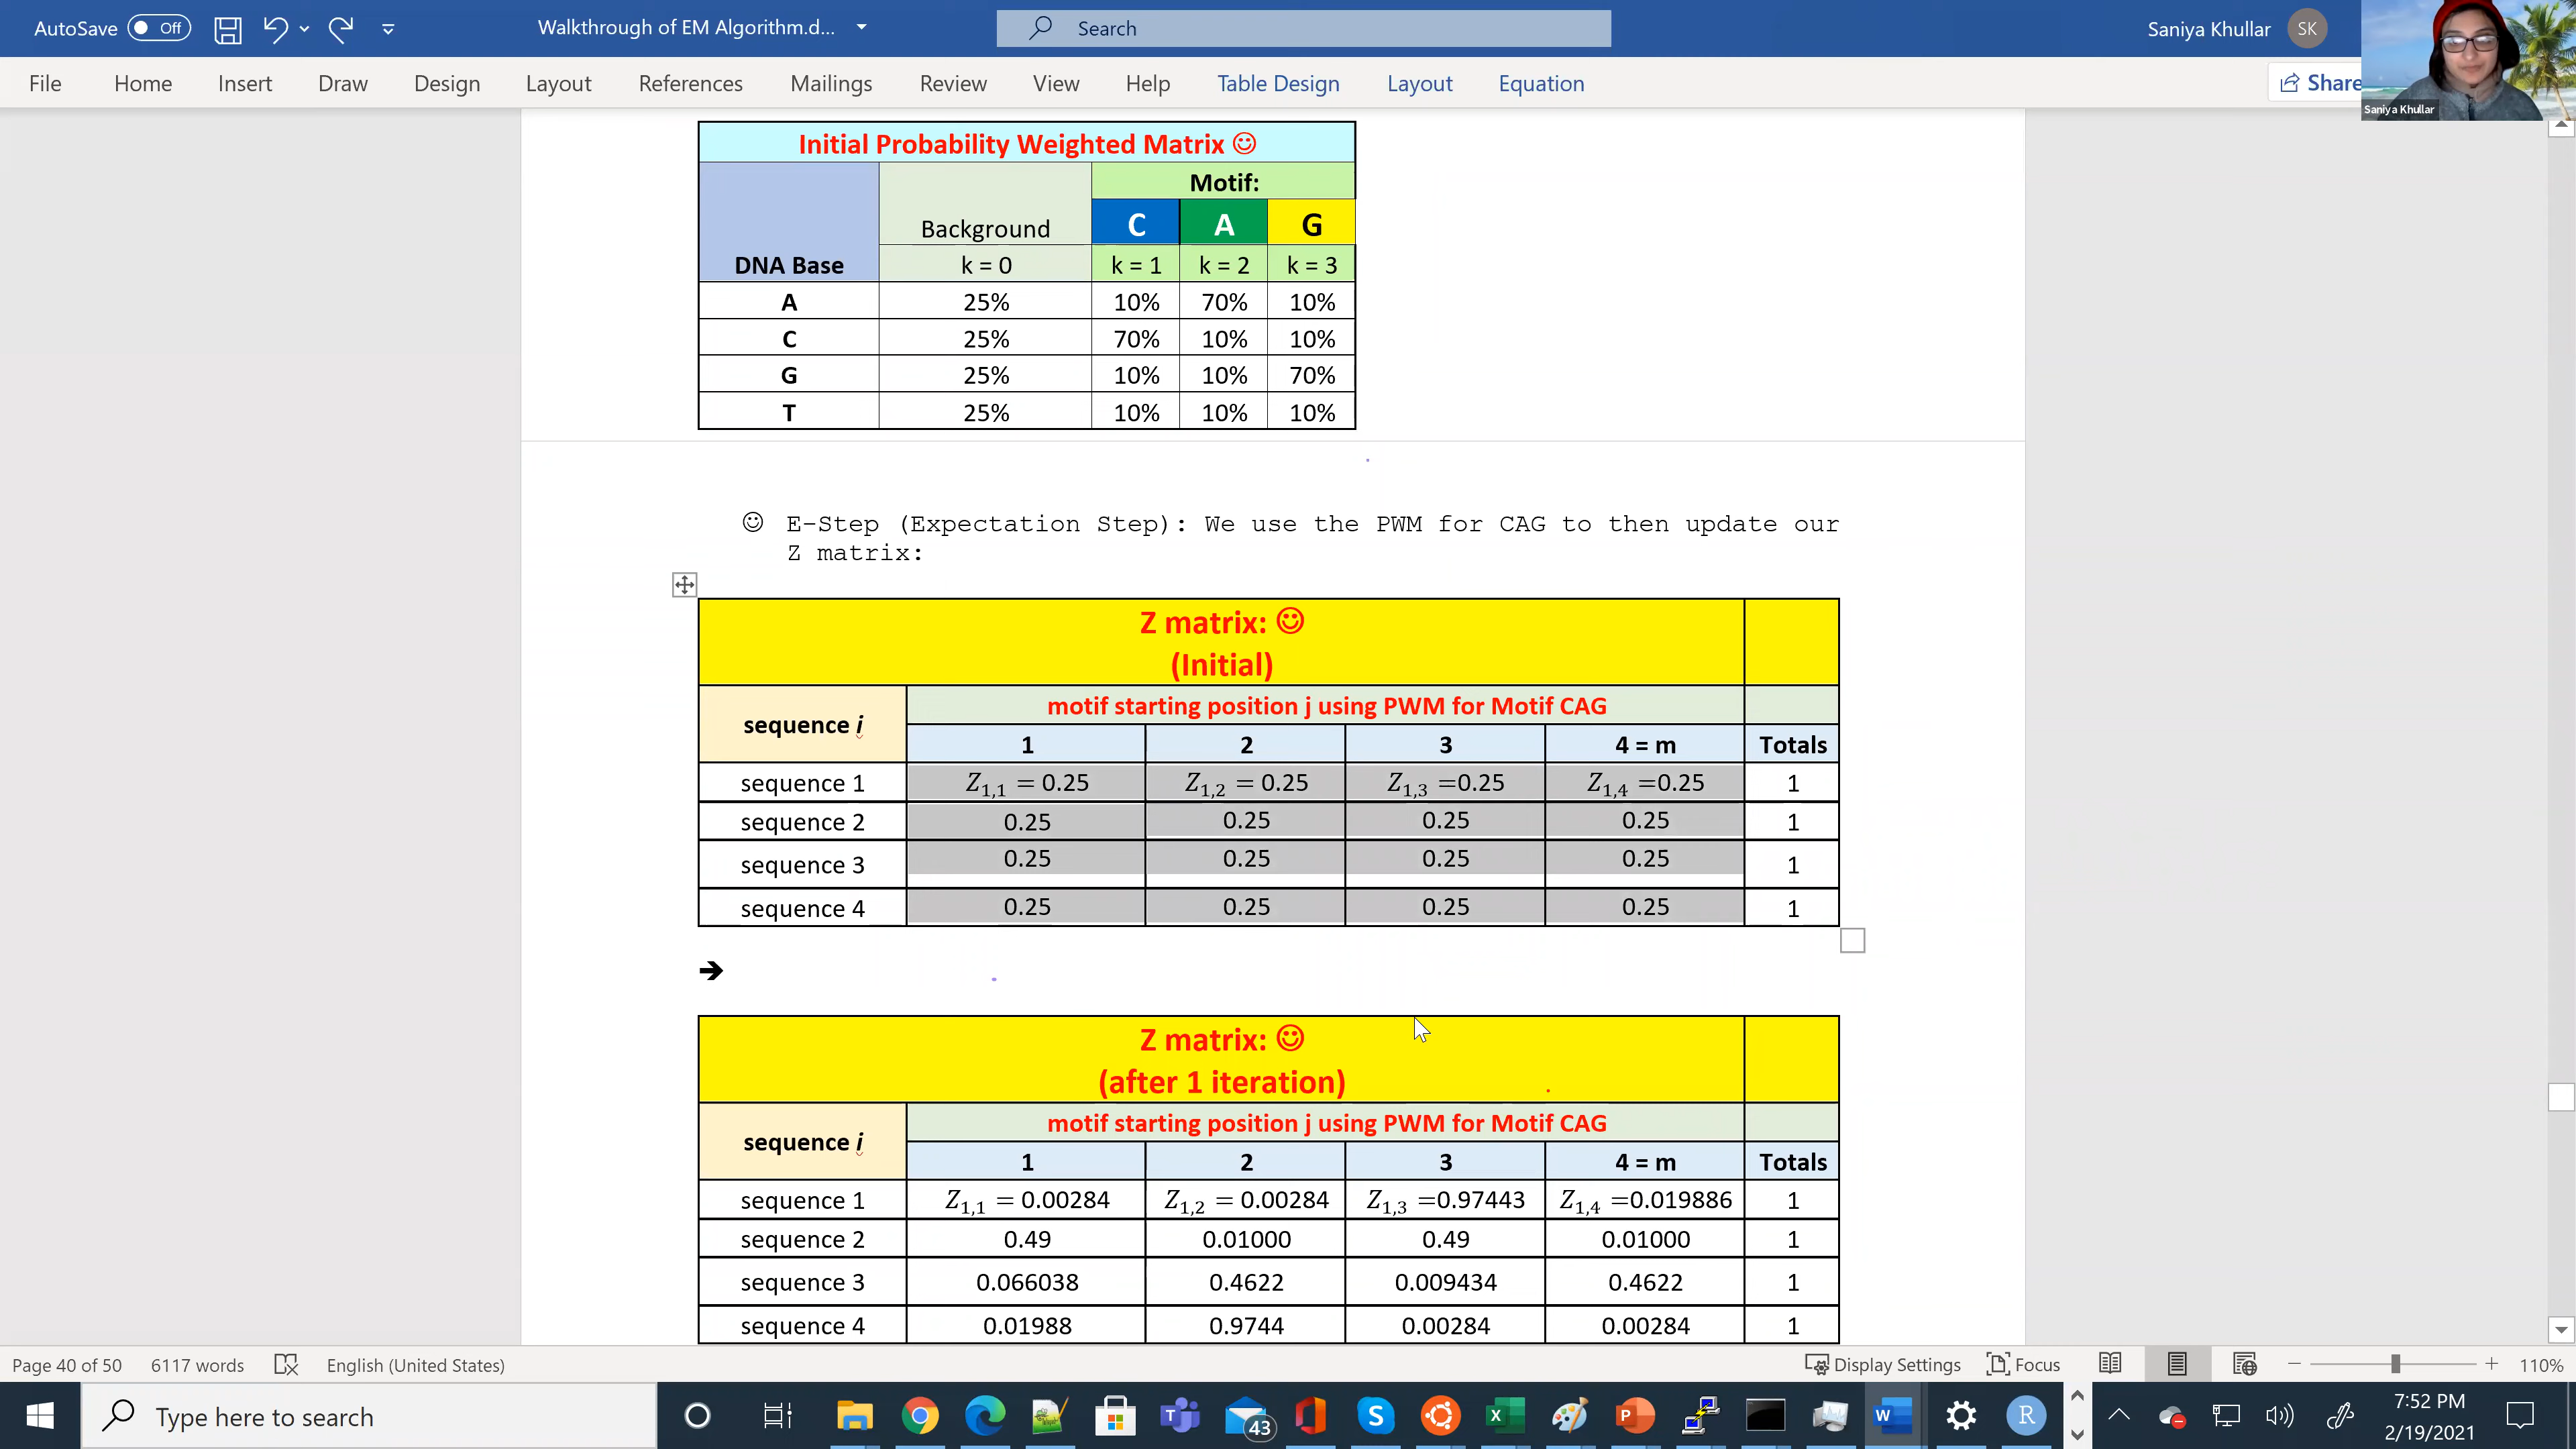 AutoSave Off Walkthrough of EM Algorithm.d... Search Saniya Khullar SK
File Home Insert Draw Design Layout References Mailings Review View Help Table Design Layout Equation Share
Saniya Khullar
Initial Probability Weighted Matrix ☺
Motif:
Background C A G
DNA Base k = 0 k = 1 k = 2 k = 3
A 25% 10% 70% 10%
C 25% 70% 10% 10%
G 25% 10% 10% 70%
T 25% 10% 10% 10%
☺ E-Step (Expectation Step): We use the PWM for CAG to then update our
Z matrix:
Z matrix: ☺
(Initial)
motif starting position j using PWM for Motif CAG
sequence i
1 2 3 4 = m Totals
sequence 1 Z1,1 = 0.25 Z1,2 = 0.25 Z1,3 =0.25 Z1,4 =0.25 1
sequence 2 0.25 0.25 0.25 0.25 1
sequence 3 0.25 0.25 0.25 0.25 1
sequence 4 0.25 0.25 0.25 0.25 1
➔
Z matrix: ☺
(after 1 iteration)
motif starting position j using PWM for Motif CAG
sequence i
1 2 3 4 = m Totals
sequence 1 Z1,1 = 0.00284 Z1,2 = 0.00284 Z1,3 =0.97443 Z1,4 =0.019886 1
sequence 2 0.49 0.01000 0.49 0.01000 1
sequence 3 0.066038 0.4622 0.009434 0.4622 1
sequence 4 0.01988 0.9744 0.00284 0.00284 1
Page 40 of 50 6117 words English (United States) Display Settings Focus 110%
Type here to search 43 7:52 PM
2/19/2021